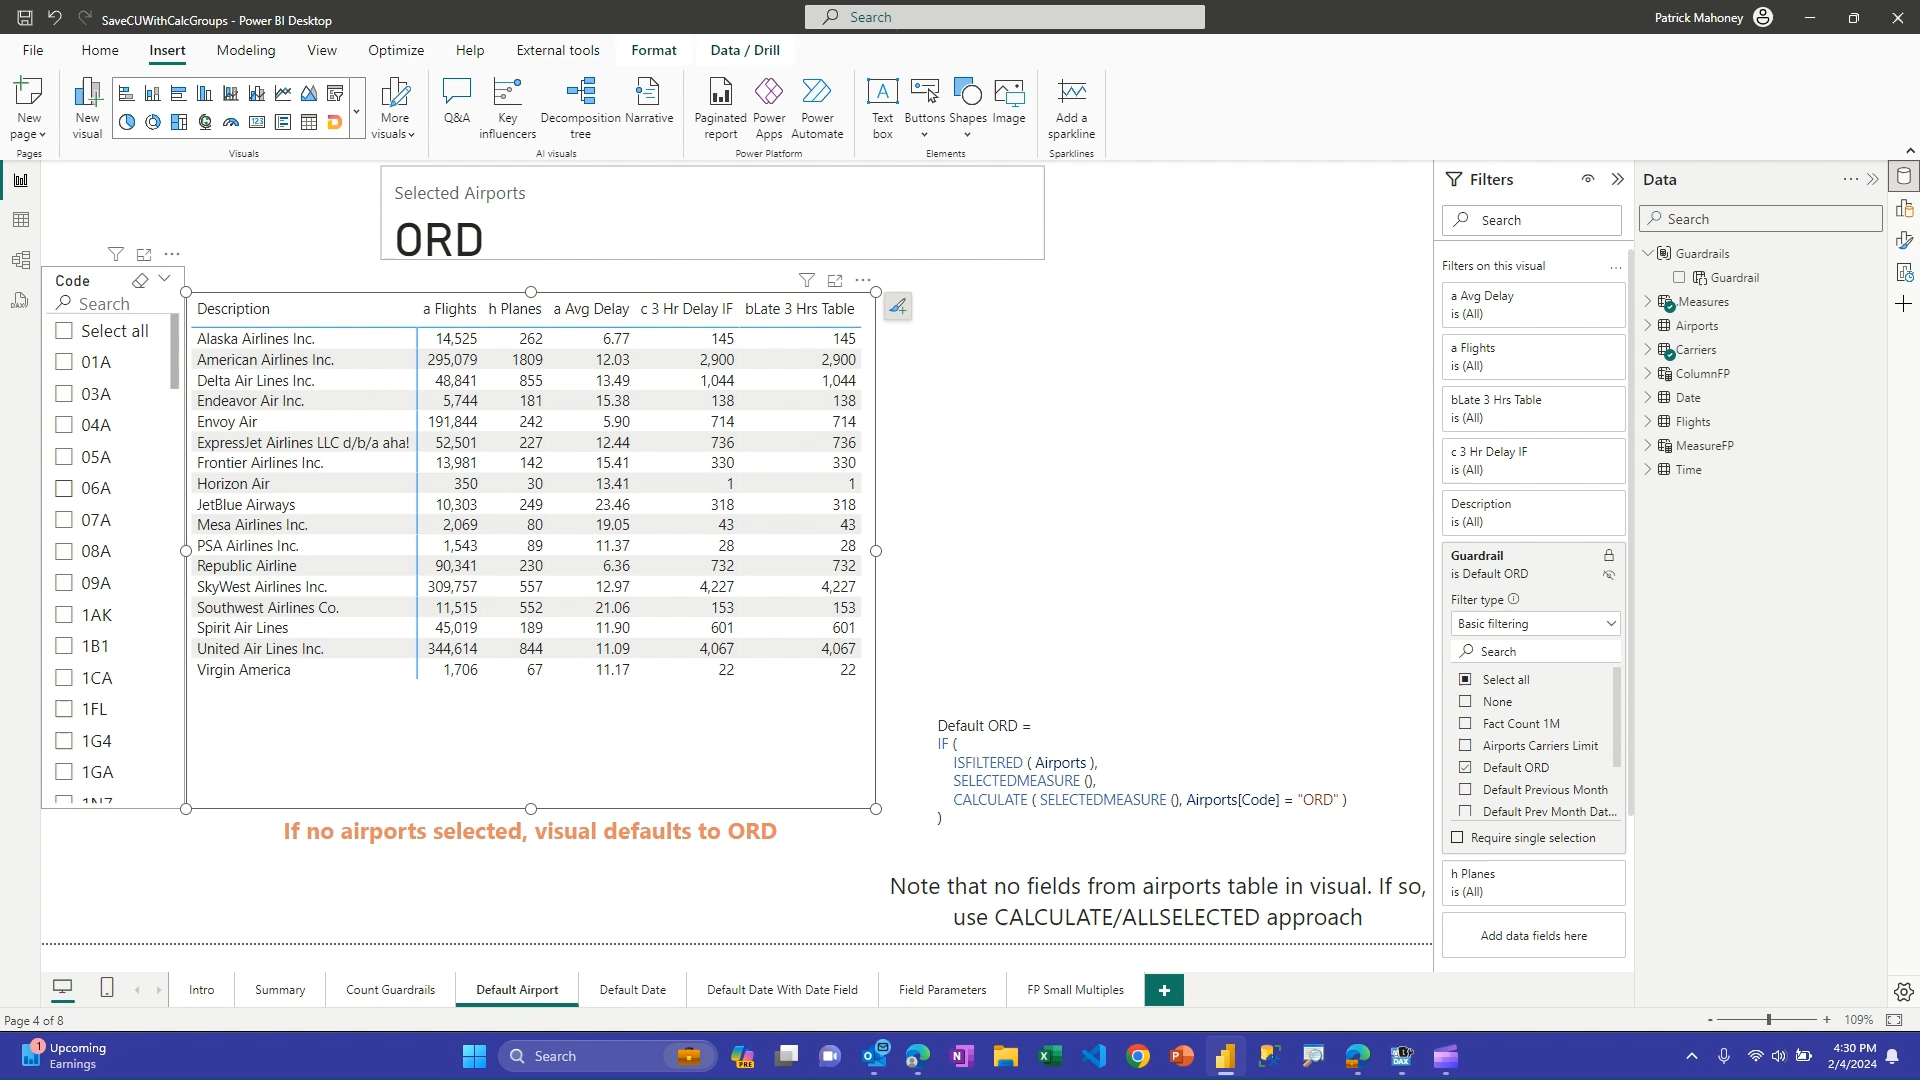 SaveCUWithCalcGroups - Power BI Desktop
Search
Patrick Mahoney
File Home Insert Modeling View Optimize Help External tools Format Data / Drill
New page
New visual
More visuals
Q&A
Key influencers
Decomposition tree
Narrative
Paginated report
Power Apps
Power Automate
Text box
Buttons
Shapes
Image
Add a sparkline
Pages Visuals AI visuals Power Platform Elements Sparklines
Selected Airports
ORD
Code
Search
Select all
01A
03A
04A
05A
06A
07A
08A
09A
1AK
1B1
1CA
1FL
1G4
1GA
1N7
Description a Flights h Planes a Avg Delay c 3 Hr Delay IF bLate 3 Hrs Table
Alaska Airlines Inc. 14,525 262 6.77 145 145
American Airlines Inc. 295,079 1809 12.03 2,900 2,900
Delta Air Lines Inc. 48,841 855 13.49 1,044 1,044
Endeavor Air Inc. 5,744 181 15.38 138 138
Envoy Air 191,844 242 5.90 714 714
ExpressJet Airlines LLC d/b/a aha! 52,501 227 12.44 736 736
Frontier Airlines Inc. 13,981 142 15.41 330 330
Horizon Air 350 30 13.41 1 1
JetBlue Airways 10,303 249 23.46 318 318
Mesa Airlines Inc. 2,069 80 19.05 43 43
PSA Airlines Inc. 1,543 89 11.37 28 28
Republic Airline 90,341 230 6.36 732 732
SkyWest Airlines Inc. 309,757 557 12.97 4,227 4,227
Southwest Airlines Co. 11,515 552 21.06 153 153
Spirit Air Lines 45,019 189 11.90 601 601
United Air Lines Inc. 344,614 844 11.09 4,067 4,067
Virgin America 1,706 67 11.17 22 22
If no airports selected, visual defaults to ORD
Default ORD =
IF (
ISFILTERED ( Airports ),
SELECTEDMEASURE (),
CALCULATE ( SELECTEDMEASURE (), Airports[Code] = "ORD" )
)
Note that no fields from airports table in visual. If so,
use CALCULATE/ALLSELECTED approach
Filters
Search
Filters on this visual
a Avg Delay
is (All)
a Flights
is (All)
bLate 3 Hrs Table
is (All)
c 3 Hr Delay IF
is (All)
Description
is (All)
Guardrail
is Default ORD
Filter type
Basic filtering
Search
Select all
None
Fact Count 1M
Airports Carriers Limit
Default ORD
Default Previous Month
Default Prev Month Dat...
Require single selection
h Planes
is (All)
Add data fields here
Data
Search
Guardrails
Guardrail
.Measures
Airports
Carriers
ColumnFP
Date
Flights
MeasureFP
Time
Intro Summary Count Guardrails Default Airport Default Date Default Date With Date Field Field Parameters FP Small Multiples
Page 4 of 8
109%
1
Upcoming
Earnings
Search
4:30 PM
2/4/2024